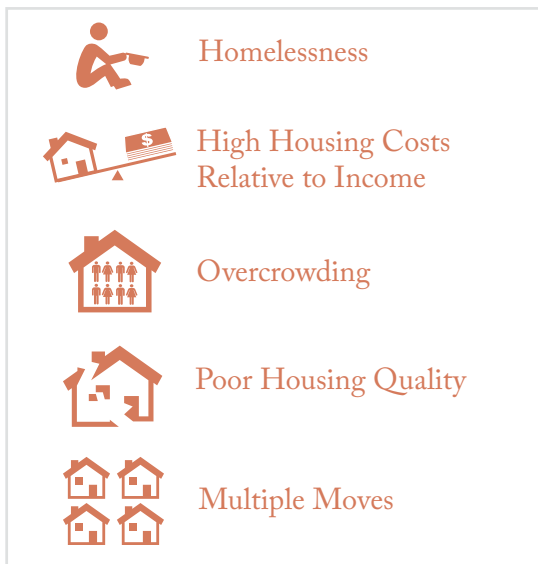 Homelessness
$
High Housing Costs
Relative to Income
Overcrowding
Poor Housing Quality
Multiple Moves